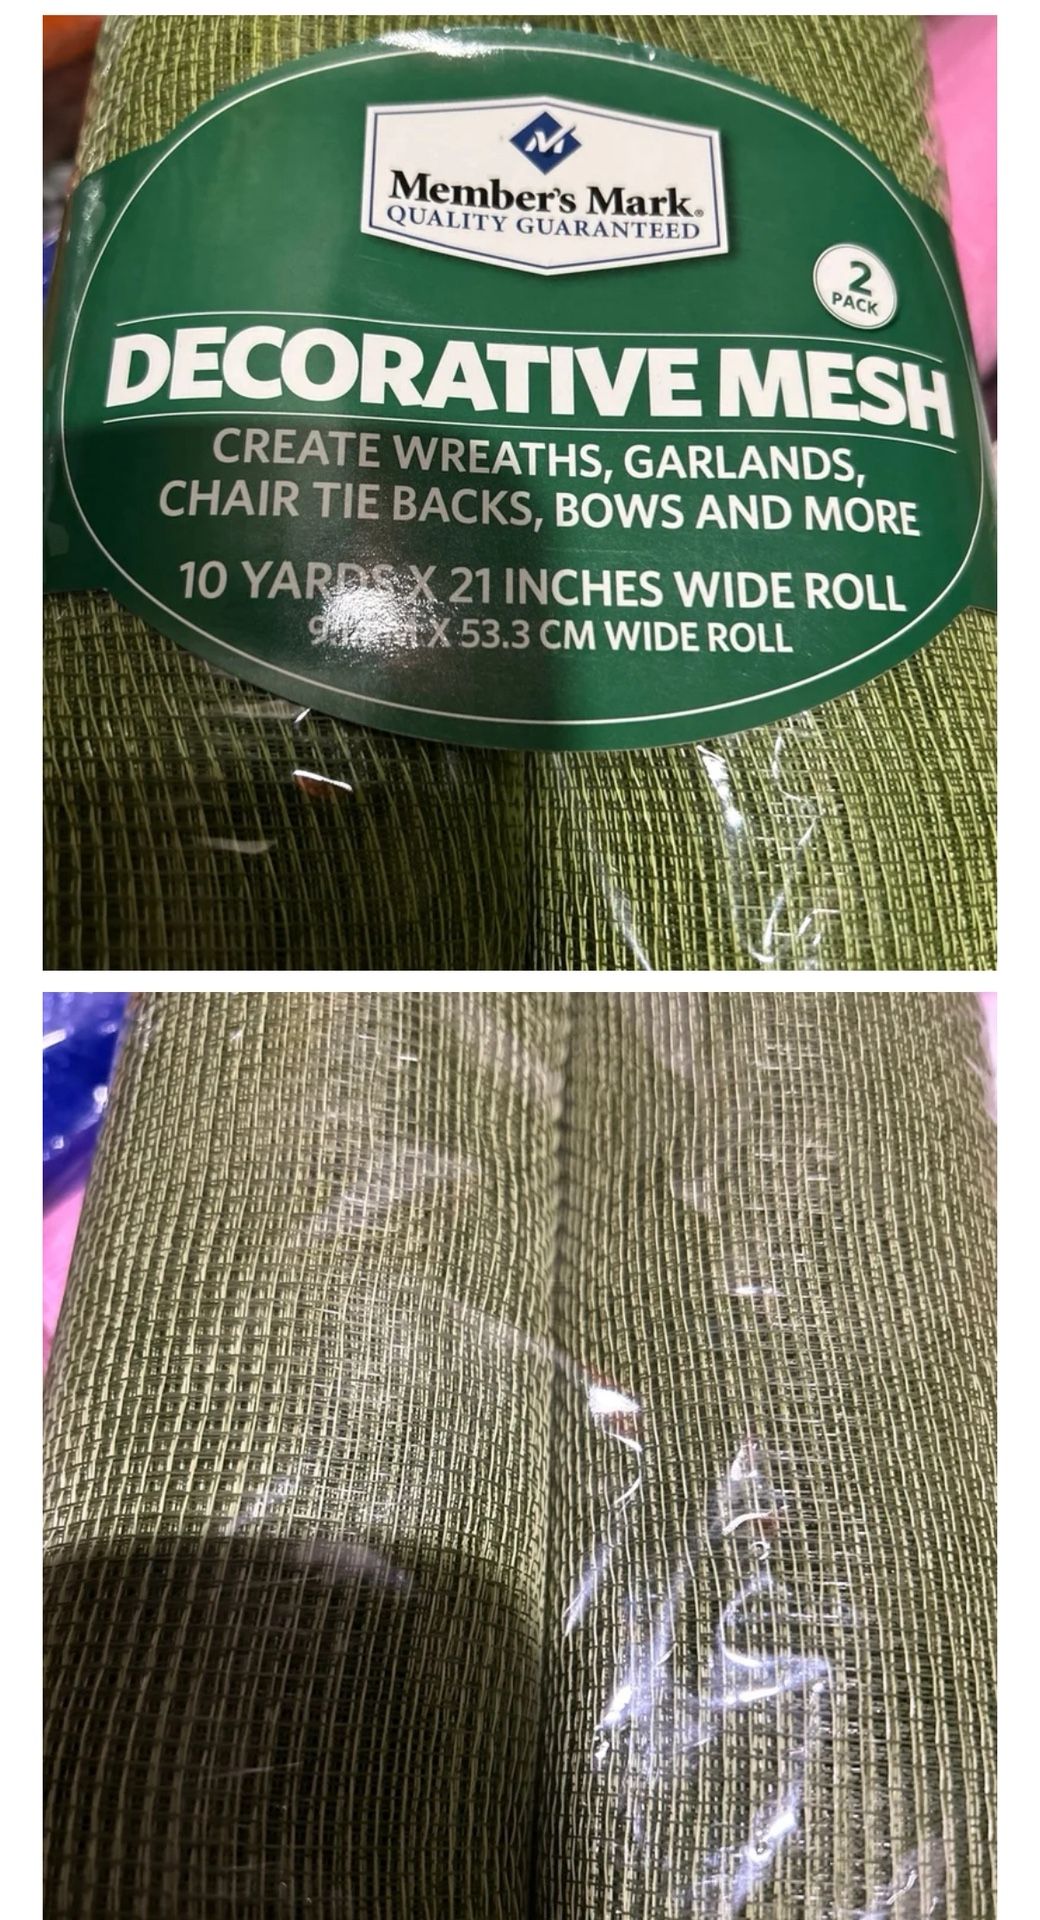 Member's Mark®
QUALITY GUARANTEED
2
PACK
DECORATIVE MESH
CREATE WREATHS, GARLANDS,
CHAIR TIE BACKS, BOWS AND MORE
10 YARDS X 21 INCHES WIDE ROLL
X 53.3 CM WIDE ROLL